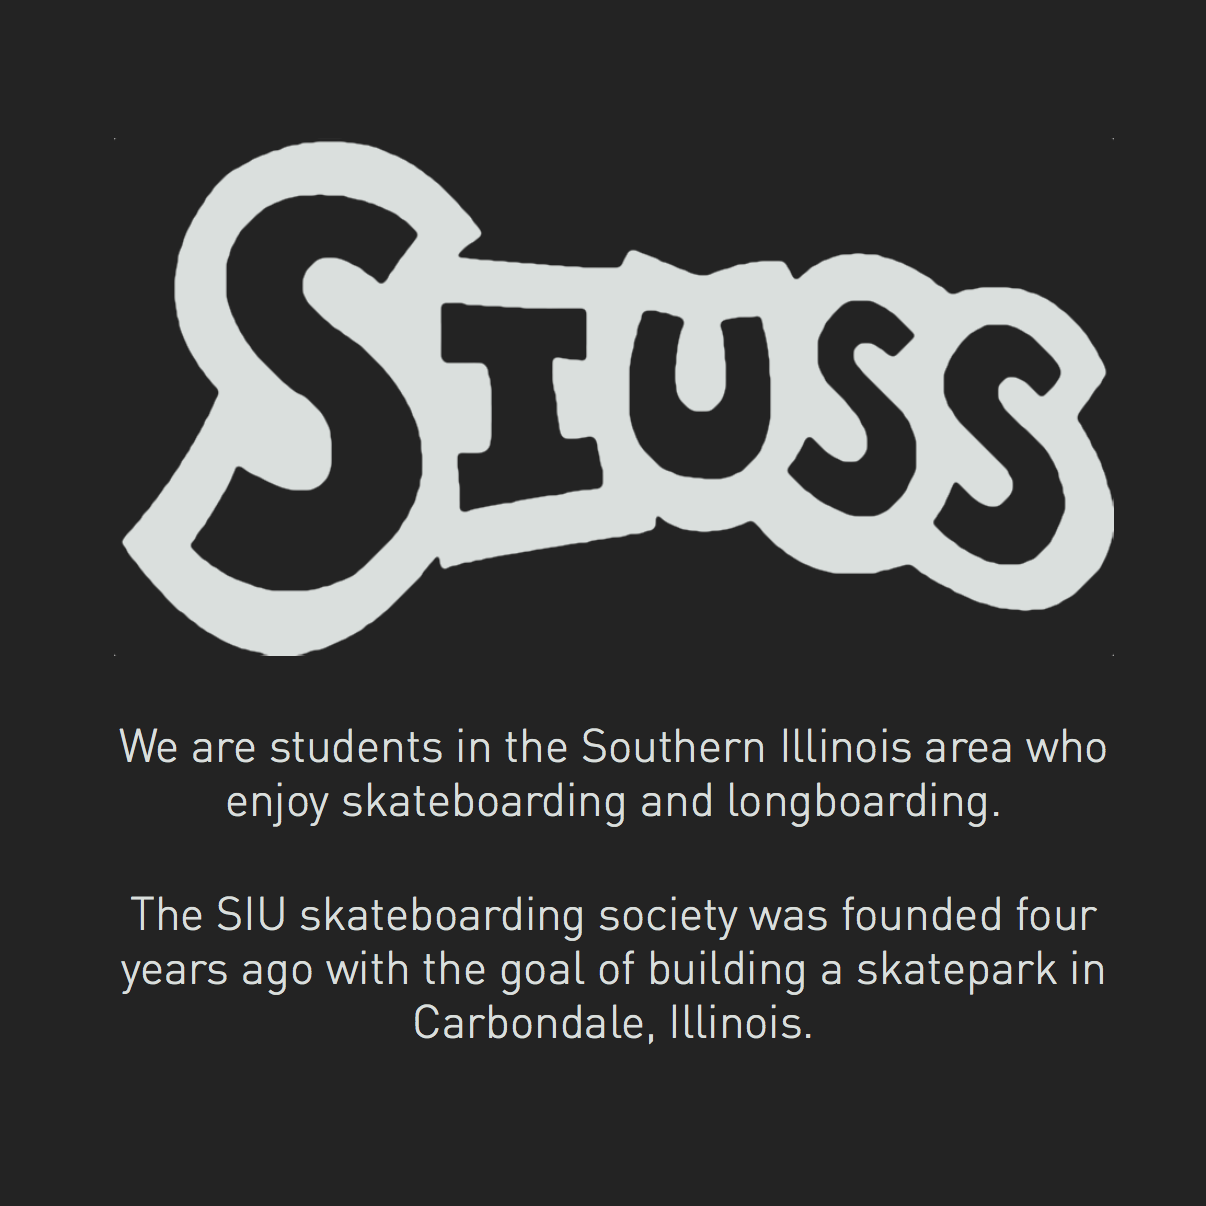 SIUSS
We are students in the Southern Illinois area who
enjoy skateboarding and longboarding.
The SIU skateboarding society was founded four
years ago with the goal of building a skatepark in
Carbondale, Illinois.